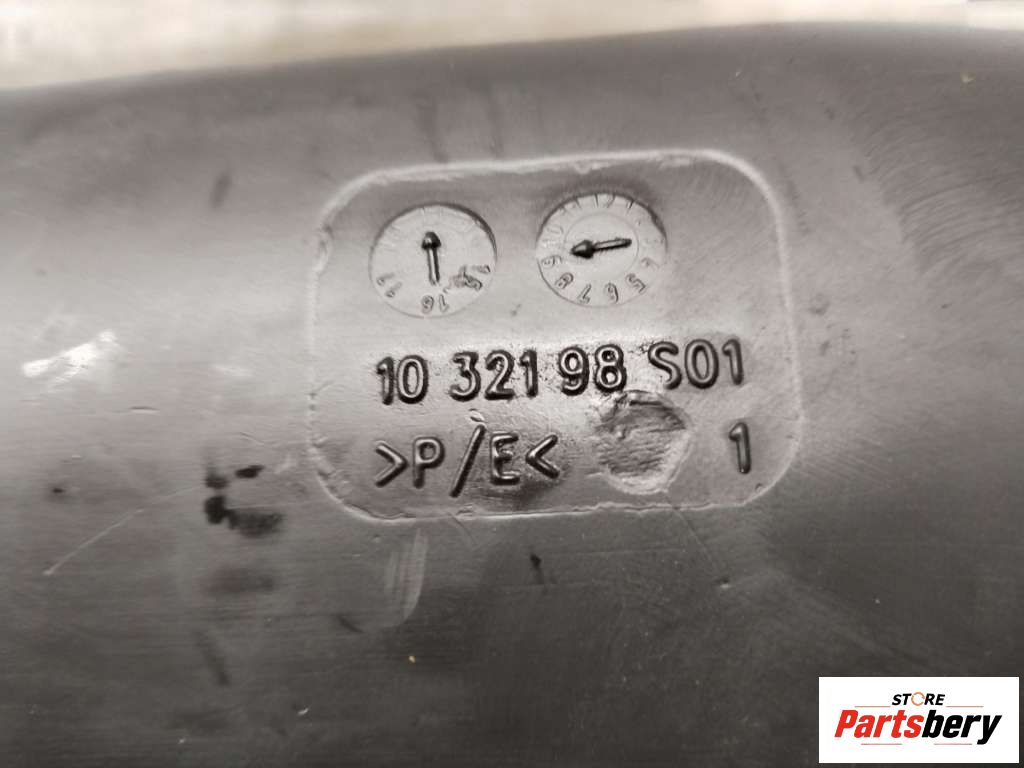 10 321 98 S01
>P/E<
1
STORE
Partsbery